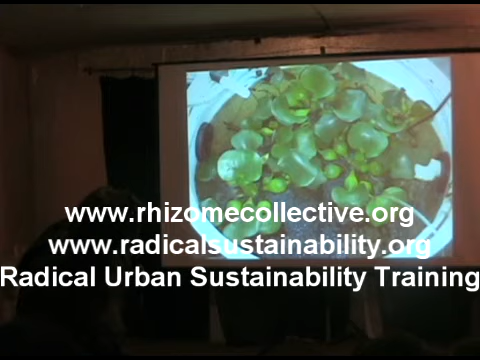 www.rhizomecollective.org
www.radicalsustainability.org
Radical Urban Sustainability Training